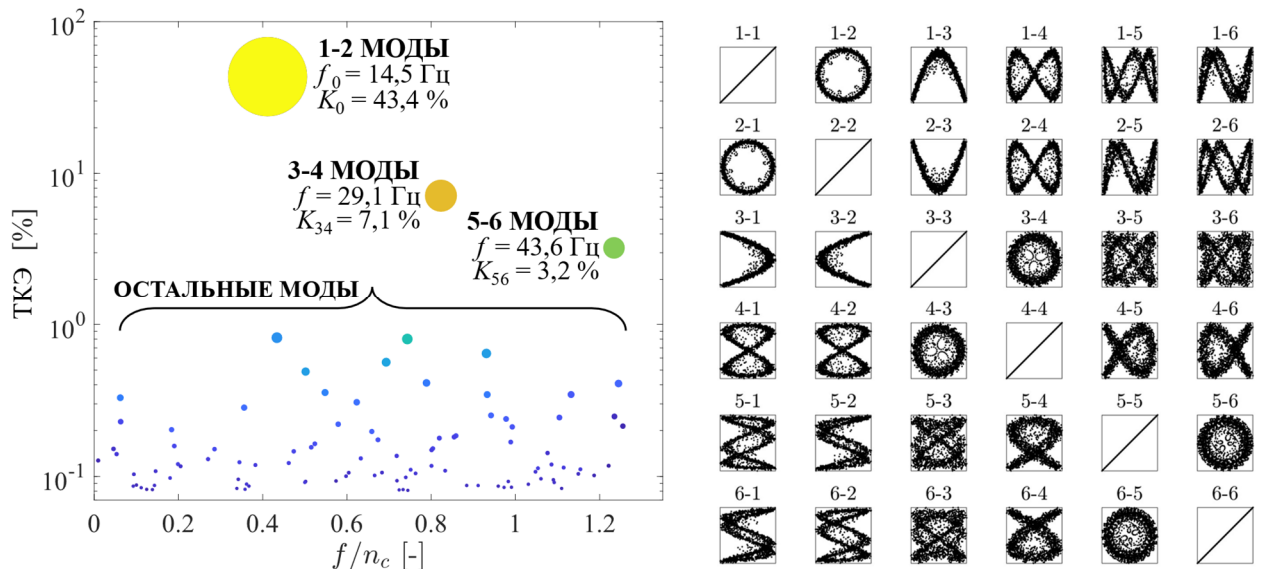 10²
1-2 МОДЫ
f₀ = 14,5 Гц
K₀ = 43,4 %
10¹
3-4 МОДЫ
f = 29,1 Гц
K₃₄ = 7,1 %
5-6 МОДЫ
f = 43,6 Гц
K₅₆ = 3,2 %
ТКЭ [%]
ОСТАЛЬНЫЕ МОДЫ
10⁰
10⁻¹
0 0.2 0.4 0.6 0.8 1 1.2
f/n_c [-]
1-1 1-2 1-3 1-4 1-5 1-6
2-1 2-2 2-3 2-4 2-5 2-6
3-1 3-2 3-3 3-4 3-5 3-6
4-1 4-2 4-3 4-4 4-5 4-6
5-1 5-2 5-3 5-4 5-5 5-6
6-1 6-2 6-3 6-4 6-5 6-6